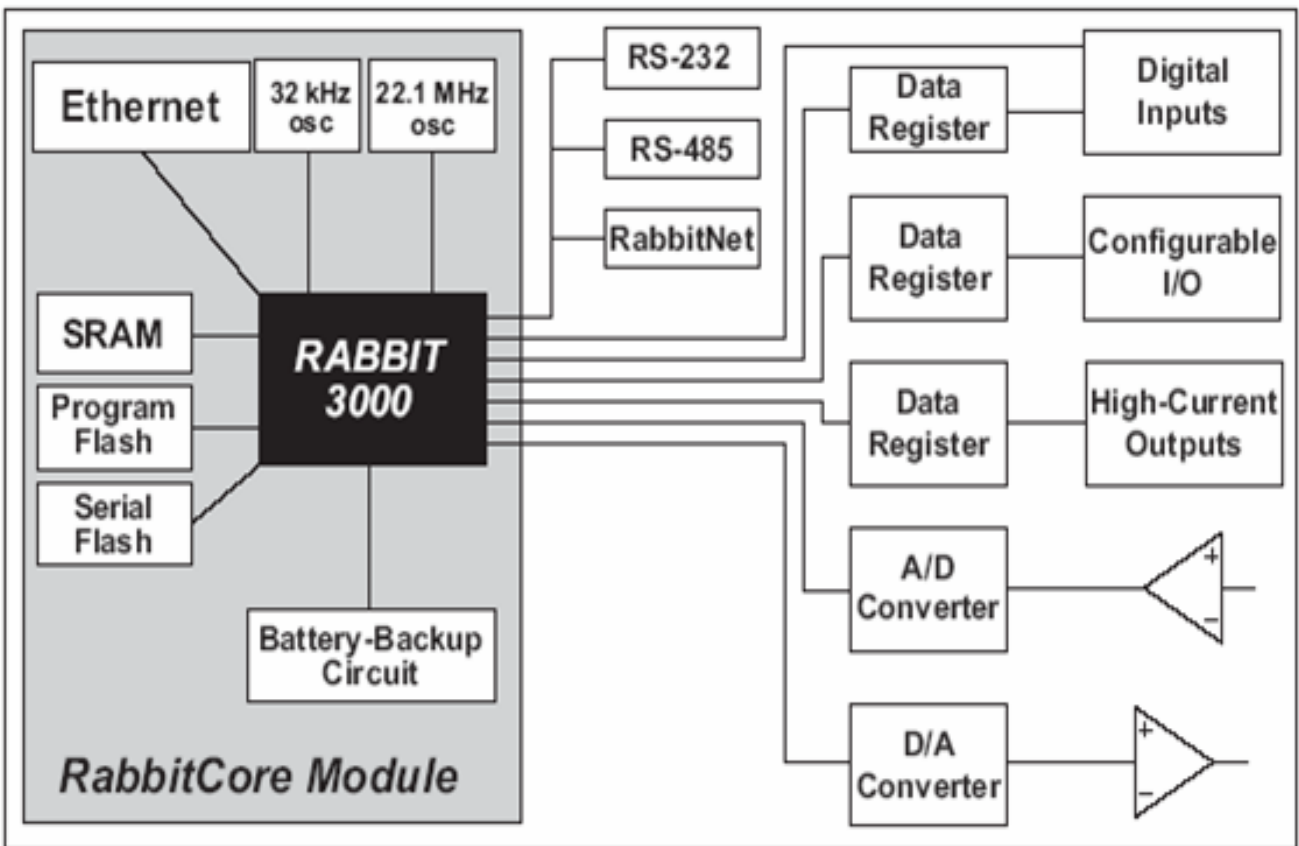 Ethernet
32 kHz
osc
22.1 MHz
osc
SRAM
Program
Flash
Serial
Flash
RABBIT
3000
Battery-Backup
Circuit
RabbitCore Module
RS-232
RS-485
RabbitNet
Data
Register
Digital
Inputs
Data
Register
Configurable
I/O
Data
Register
High-Current
Outputs
A/D
Converter
+
−
D/A
Converter
+
−